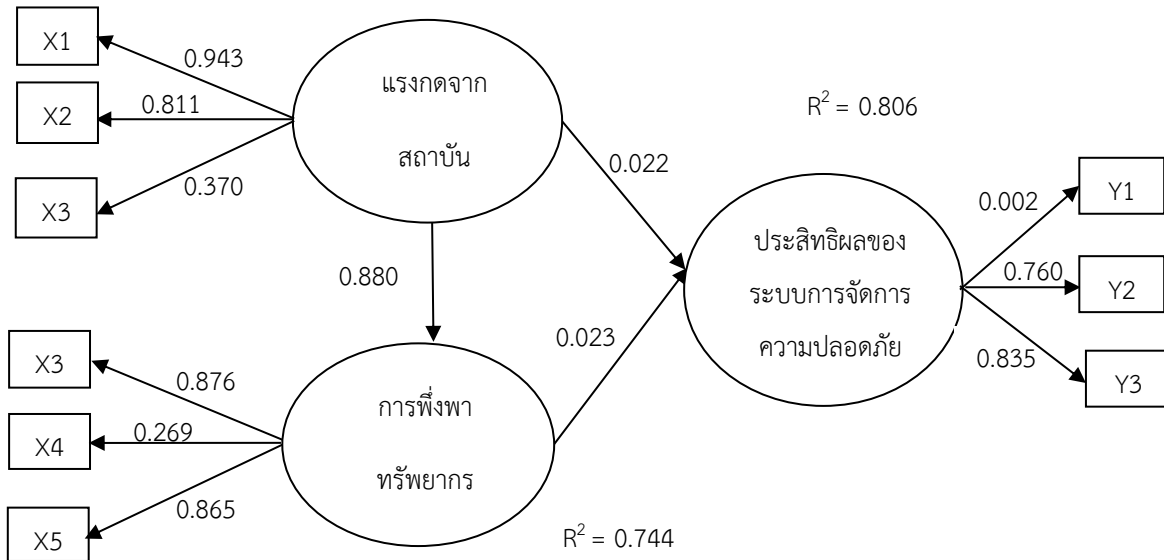 X1
0.943
X2
0.811
X3
0.370
แรงกดจาก
สถาบัน
R² = 0.806
0.022
0.880
ประสิทธิผลของ
ระบบการจัดการ
ความปลอดภัย
0.002
Y1
0.760
Y2
0.835
Y3
0.023
X3
0.876
X4
0.269
X5
0.865
การพึ่งพา
ทรัพยากร
R² = 0.744